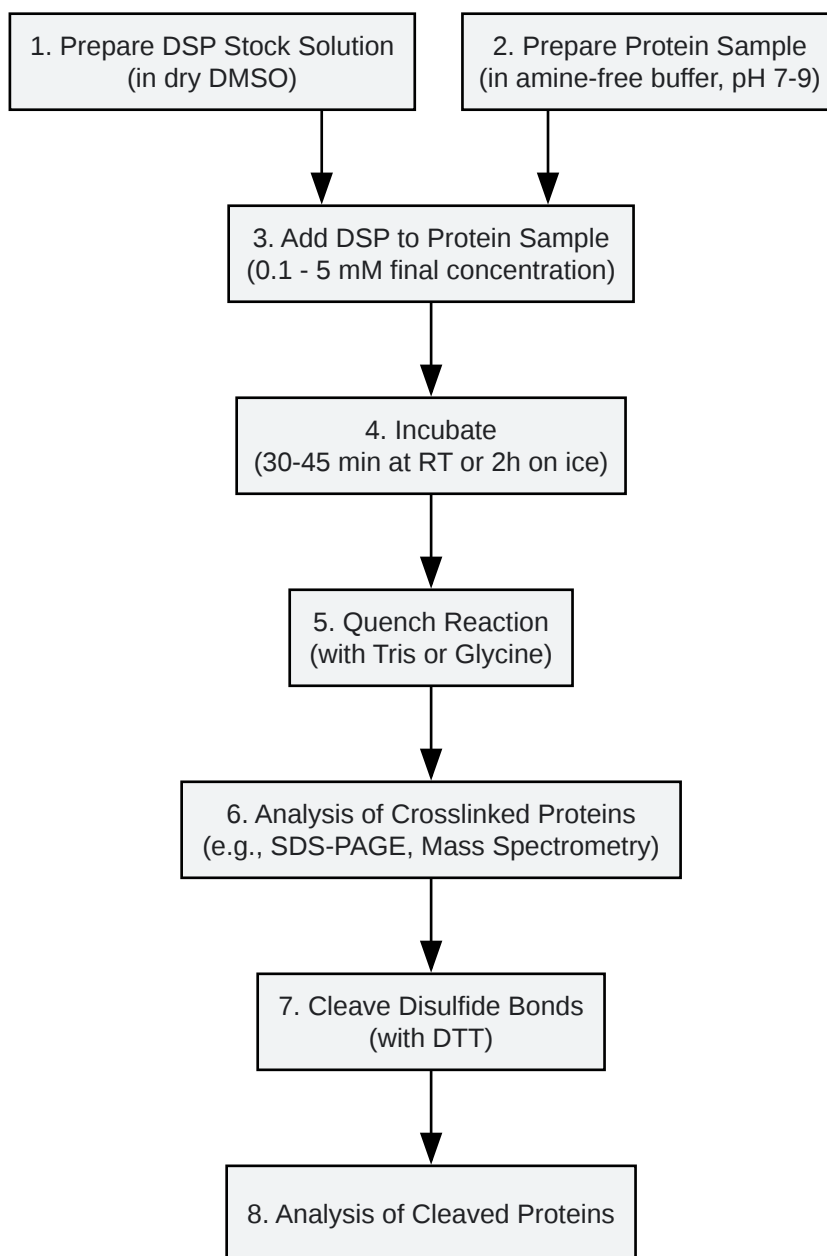 1. Prepare DSP Stock Solution
(in dry DMSO)
2. Prepare Protein Sample
(in amine-free buffer, pH 7-9)
3. Add DSP to Protein Sample
(0.1 - 5 mM final concentration)
4. Incubate
(30-45 min at RT or 2h on ice)
5. Quench Reaction
(with Tris or Glycine)
6. Analysis of Crosslinked Proteins
(e.g., SDS-PAGE, Mass Spectrometry)
7. Cleave Disulfide Bonds
(with DTT)
8. Analysis of Cleaved Proteins